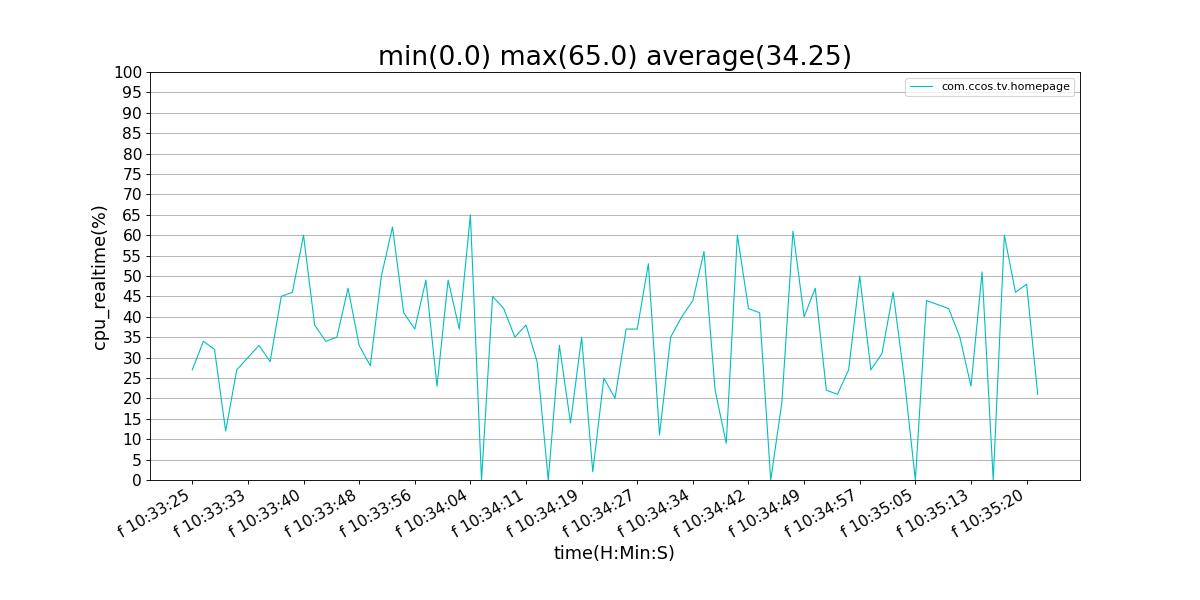 min(0.0) max(65.0) average(34.25)
com.ccos.tv.homepage
cpu_realtime(%)
100
95
90
85
80
75
70
65
60
55
50
45
40
35
30
25
20
15
10
5
0
f 10:33:25
f 10:33:33
f 10:33:40
f 10:33:48
f 10:33:56
f 10:34:04
f 10:34:11
f 10:34:19
f 10:34:27
f 10:34:34
f 10:34:42
f 10:34:49
f 10:34:57
f 10:35:05
f 10:35:13
f 10:35:20
time(H:Min:S)